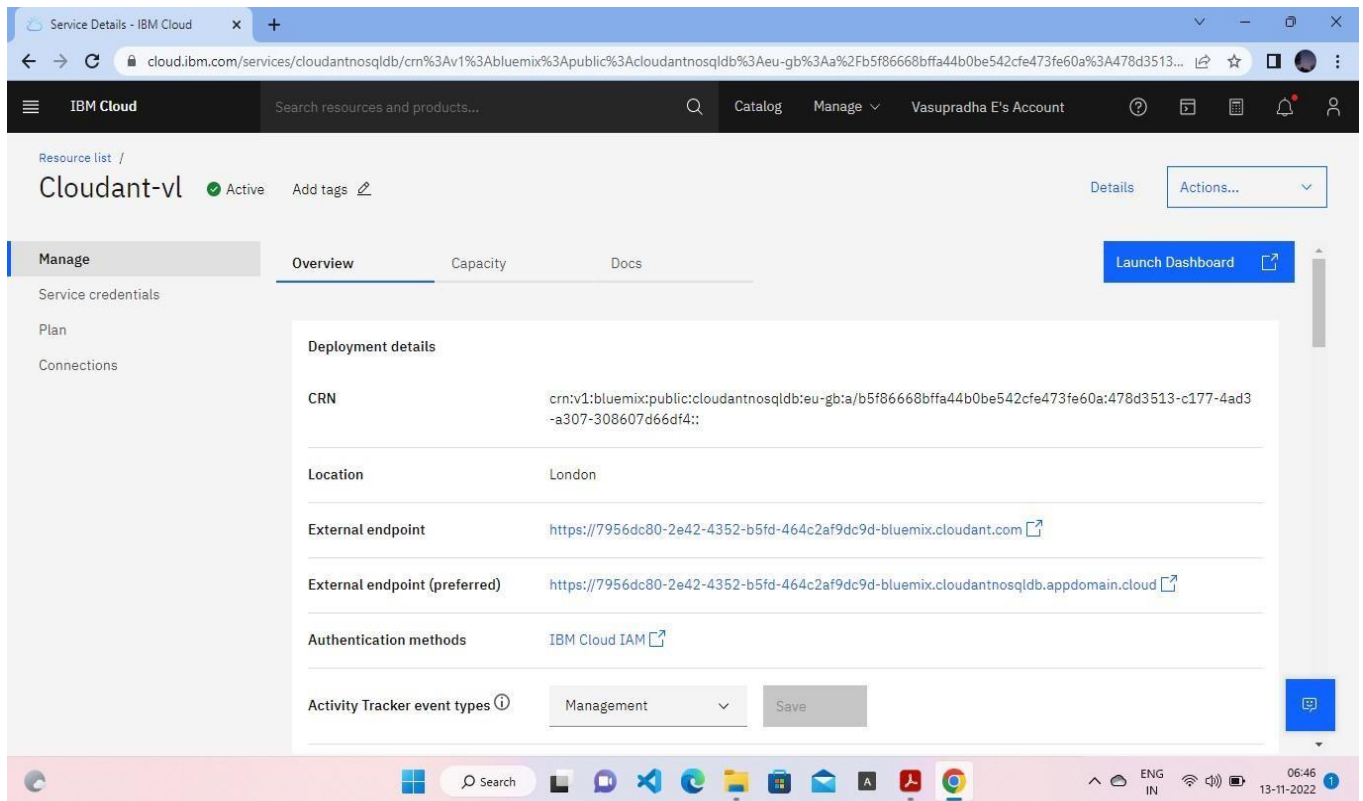 Service Details - IBM Cloud
cloud.ibm.com/services/cloudantnosqldb/crn%3Av1%3Abluemix%3Apublic%3Acloudantnosqldb%3Aeu-gb%3Aa%2Fb5f86668bffa44b0be542cfe473fe60a%3A478d3513...
IBM Cloud
Search resources and products...
Catalog
Manage
Vasupradha E's Account
Resource list /
Cloudant-vl
Active
Add tags
Details
Actions...
Manage
Service credentials
Plan
Connections
Overview
Capacity
Docs
Launch Dashboard
Deployment details
CRN
crn:v1:bluemix:public:cloudantnosqldb:eu-gb:a/b5f86668bffa44b0be542cfe473fe60a:478d3513-c177-4ad3
-a307-308607d66df4::
Location
London
External endpoint
https://7956dc80-2e42-4352-b5fd-464c2af9dc9d-bluemix.cloudant.com
External endpoint (preferred)
https://7956dc80-2e42-4352-b5fd-464c2af9dc9d-bluemix.cloudantnosqldb.appdomain.cloud
Authentication methods
IBM Cloud IAM
Activity Tracker event types
Management
Save
Search
A
ENG
IN
06:46
13-11-2022
1